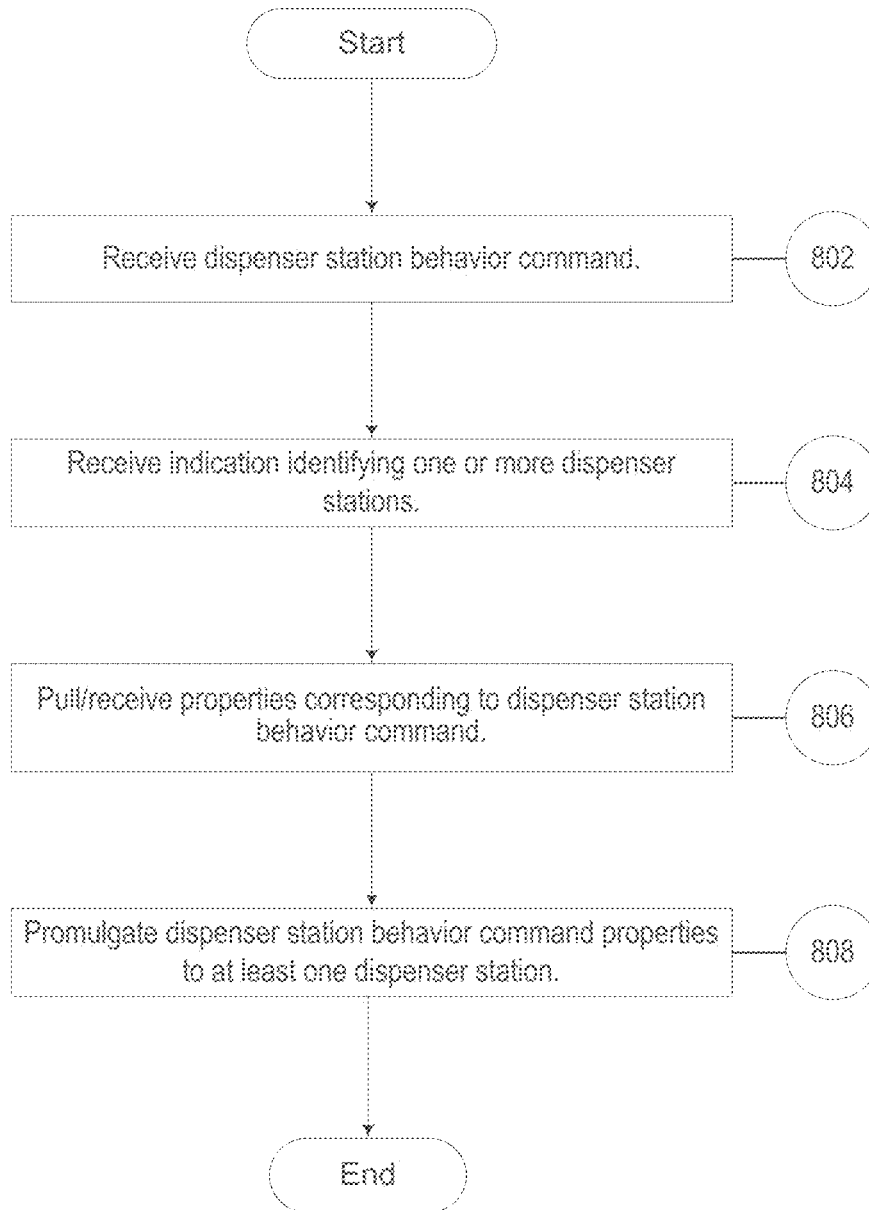 Start
Receive dispenser station behavior command.
802
Receive indication identifying one or more dispenser
stations.
804
Pull/receive properties corresponding to dispenser station
behavior command.
806
Promulgate dispenser station behavior command properties
to at least one dispenser station.
808
End